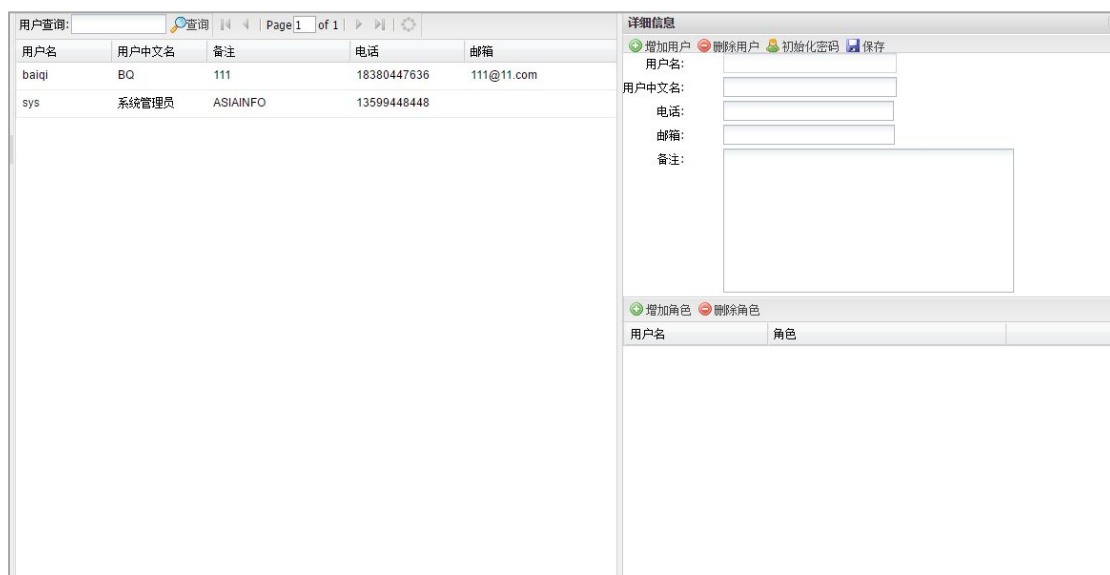 用户查询: 查询 Page 1 of 1
用户名 用户中文名 备注 电话 邮箱
baiqi BQ 111 18380447636 111@11.com
sys 系统管理员 ASIAINFO 13599448448
详细信息
增加用户 删除用户 初始化密码 保存
用户名:
用户中文名:
电话:
邮箱:
备注:
增加角色 删除角色
用户名 角色